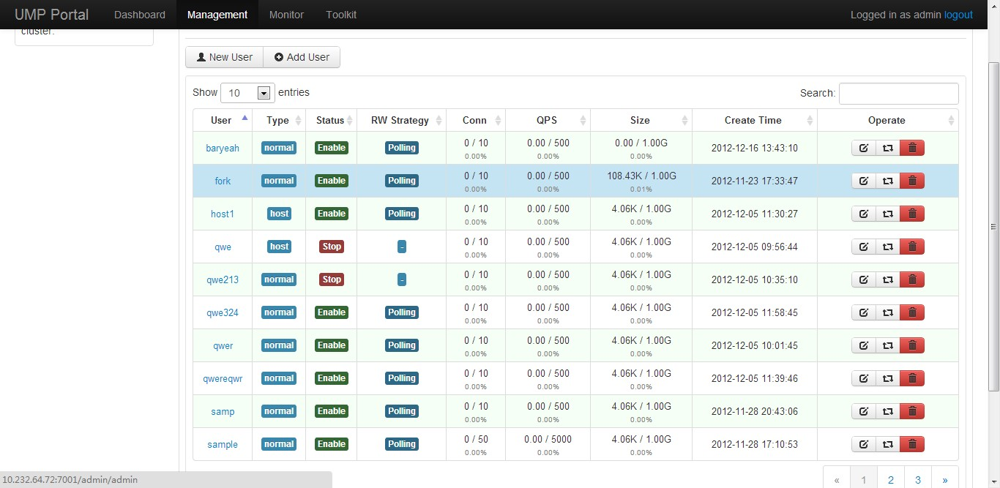 UMP Portal Dashboard Management Monitor Toolkit Logged in as admin logout
cluster.
New User Add User
Show 10 entries Search:
User Type Status RW Strategy Conn QPS Size Create Time Operate
baryeah normal Enable Polling 0 / 10 0.00 / 500 0.00 / 1.00G 2012-12-16 13:43:10
0.00% 0.00% 0.00%
fork normal Enable Polling 0 / 10 0.00 / 500 108.43K / 1.00G 2012-11-23 17:33:47
0.00% 0.00% 0.01%
host1 host Enable Polling 0 / 10 0.00 / 500 4.06K / 1.00G 2012-12-05 11:30:27
0.00% 0.00% 0.00%
qwe host Stop - 0 / 10 0.00 / 500 4.06K / 1.00G 2012-12-05 09:56:44
0.00% 0.00% 0.00%
qwe213 normal Stop - 0 / 10 0.00 / 500 4.06K / 1.00G 2012-12-05 10:35:10
0.00% 0.00% 0.00%
qwe324 normal Enable Polling 0 / 10 0.00 / 500 4.06K / 1.00G 2012-12-05 11:58:45
0.00% 0.00% 0.00%
qwer normal Enable Polling 0 / 10 0.00 / 500 4.06K / 1.00G 2012-12-05 10:01:45
0.00% 0.00% 0.00%
qwereqwr normal Enable Polling 0 / 10 0.00 / 500 4.06K / 1.00G 2012-12-05 11:39:46
0.00% 0.00% 0.00%
samp normal Enable Polling 0 / 10 0.00 / 500 4.06K / 1.00G 2012-11-28 20:43:06
0.00% 0.00% 0.00%
sample normal Enable Polling 0 / 50 0.00 / 5000 4.06K / 1.00G 2012-11-28 17:10:53
0.00% 0.00% 0.00%
« 1 2 3 »
10.232.64.72:7001/admin/admin